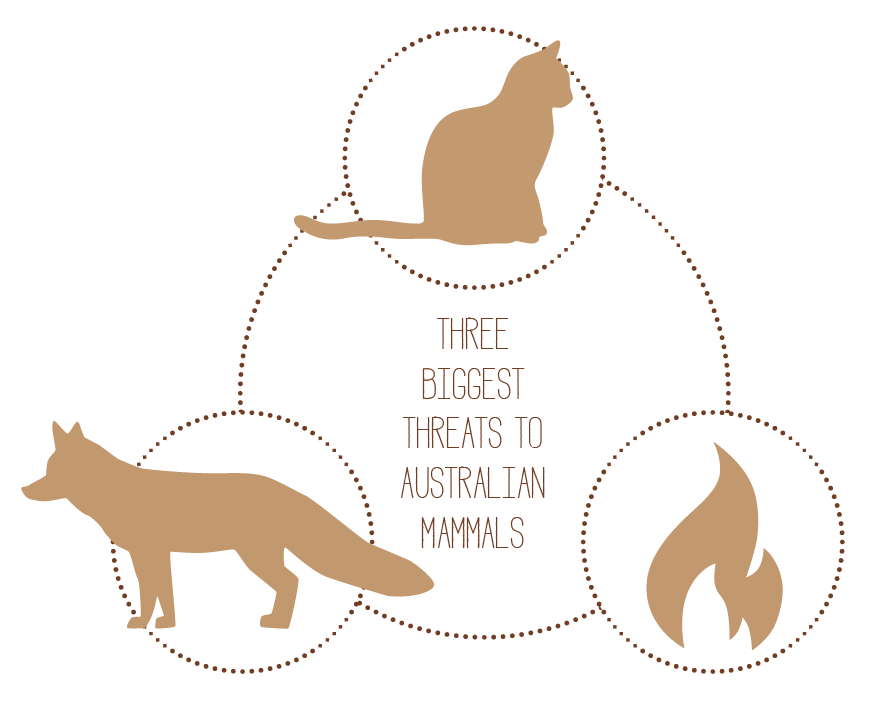 THREE
BIGGEST
THREATS TO
AUSTRALIAN
MAMMALS